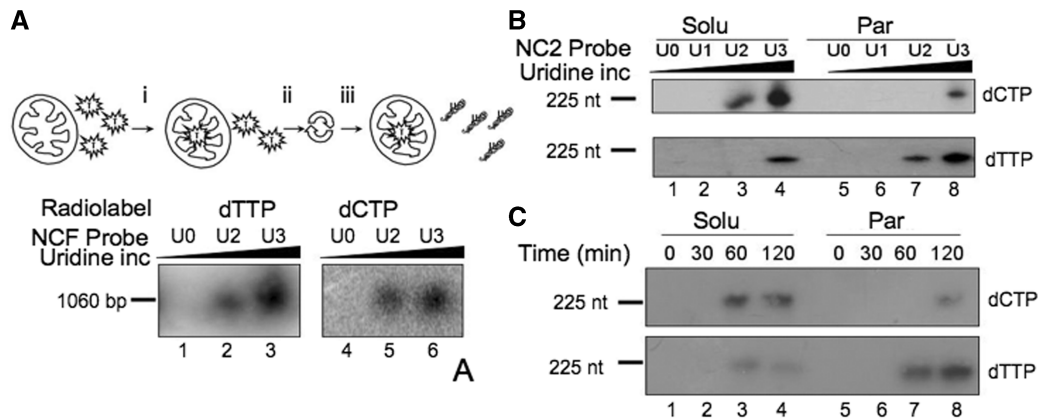 A
i ii iii
Radiolabel dTTP dCTP
NCF Probe U0 U2 U3 U0 U2 U3
Uridine inc
1060 bp
1 2 3 4 5 6
A
B
Solu Par
NC2 Probe U0 U1 U2 U3 U0 U1 U2 U3
Uridine inc
225 nt dCTP
225 nt dTTP
1 2 3 4 5 6 7 8
C
Solu Par
Time (min) 0 30 60 120 0 30 60 120
225 nt dCTP
225 nt dTTP
1 2 3 4 5 6 7 8